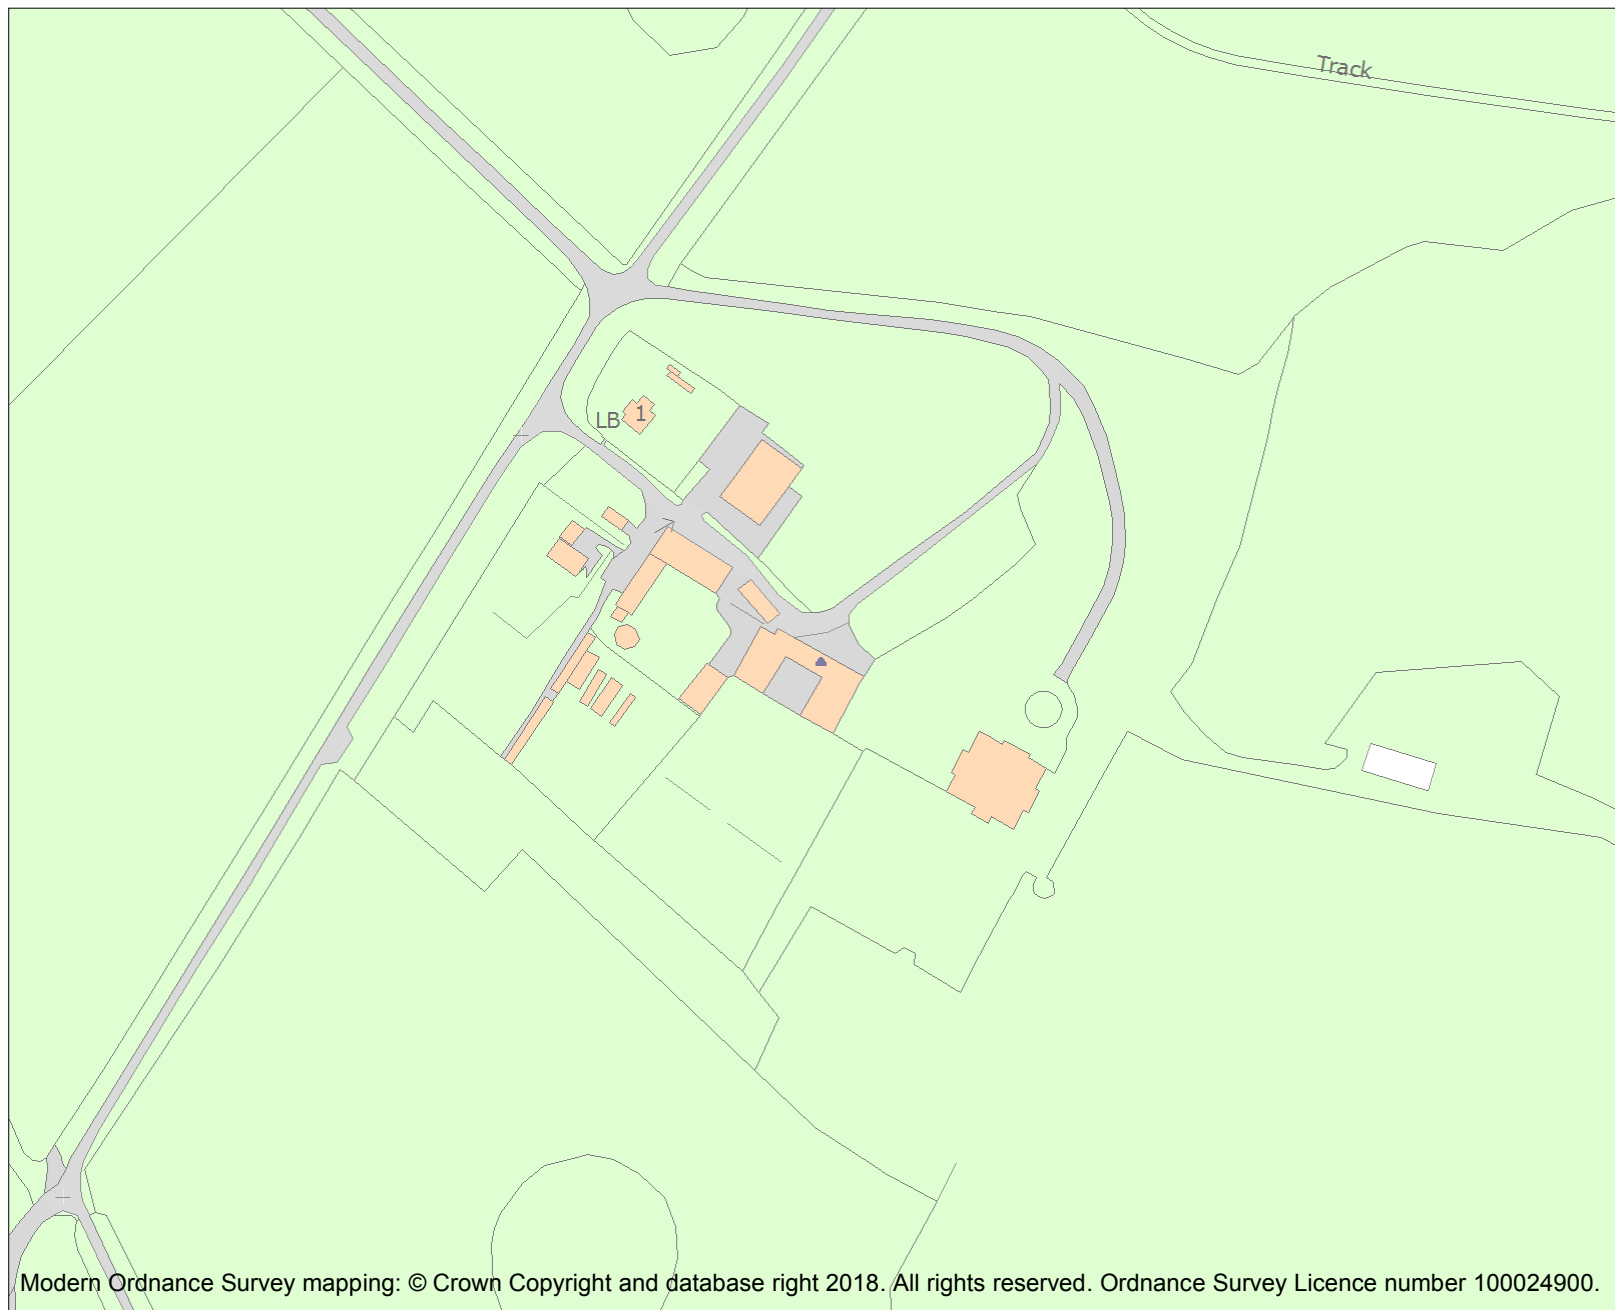 Track
LB
1
Modern Ordnance Survey mapping: © Crown Copyright and database right 2018. All rights reserved. Ordnance Survey Licence number 100024900.